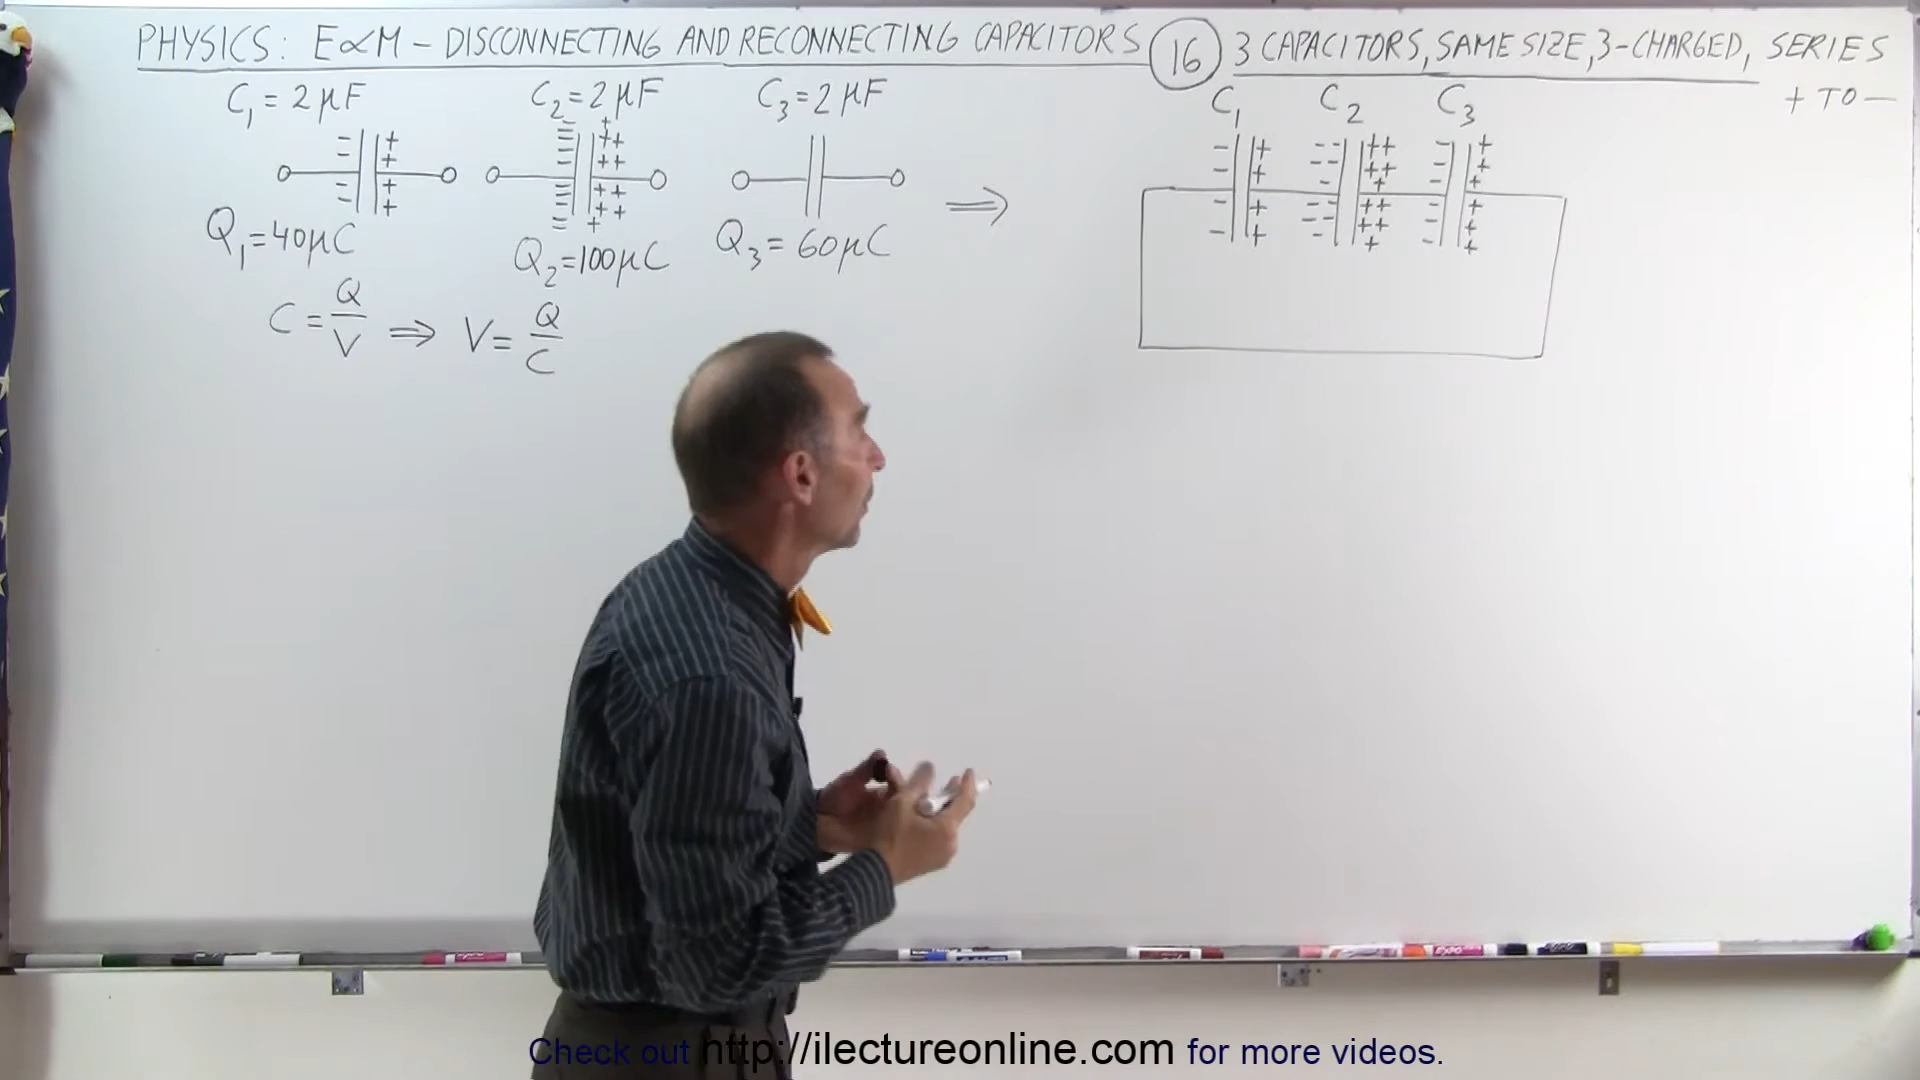 PHYSICS: E∝M – DISCONNECTING AND RECONNECTING CAPACITORS 16 3 CAPACITORS, SAME SIZE, 3-CHARGED, SERIES
+ TO –
C₁ = 2 μF
C₂ = 2 μF
C₃ = 2 μF
C₁ C₂ C₃
Q₁ = 40 μC
Q₂ = 100 μC
Q₃ = 60 μC
⇒
C = Q/V ⇒ V = Q/C
EXPO
Check out http://ilectureonline.com for more videos.